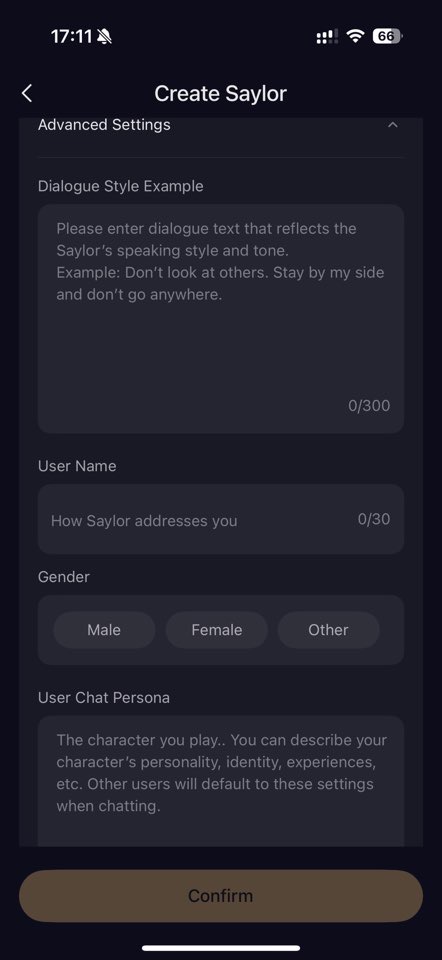 17:11
66
Create Saylor
Advanced Settings
Dialogue Style Example
Please enter dialogue text that reflects the
Saylor's speaking style and tone.
Example: Don't look at others. Stay by my side
and don't go anywhere.
0/300
User Name
How Saylor addresses you
0/30
Gender
Male Female Other
User Chat Persona
The character you play.. You can describe your
character's personality, identity, experiences,
etc. Other users will default to these settings
when chatting.
Confirm